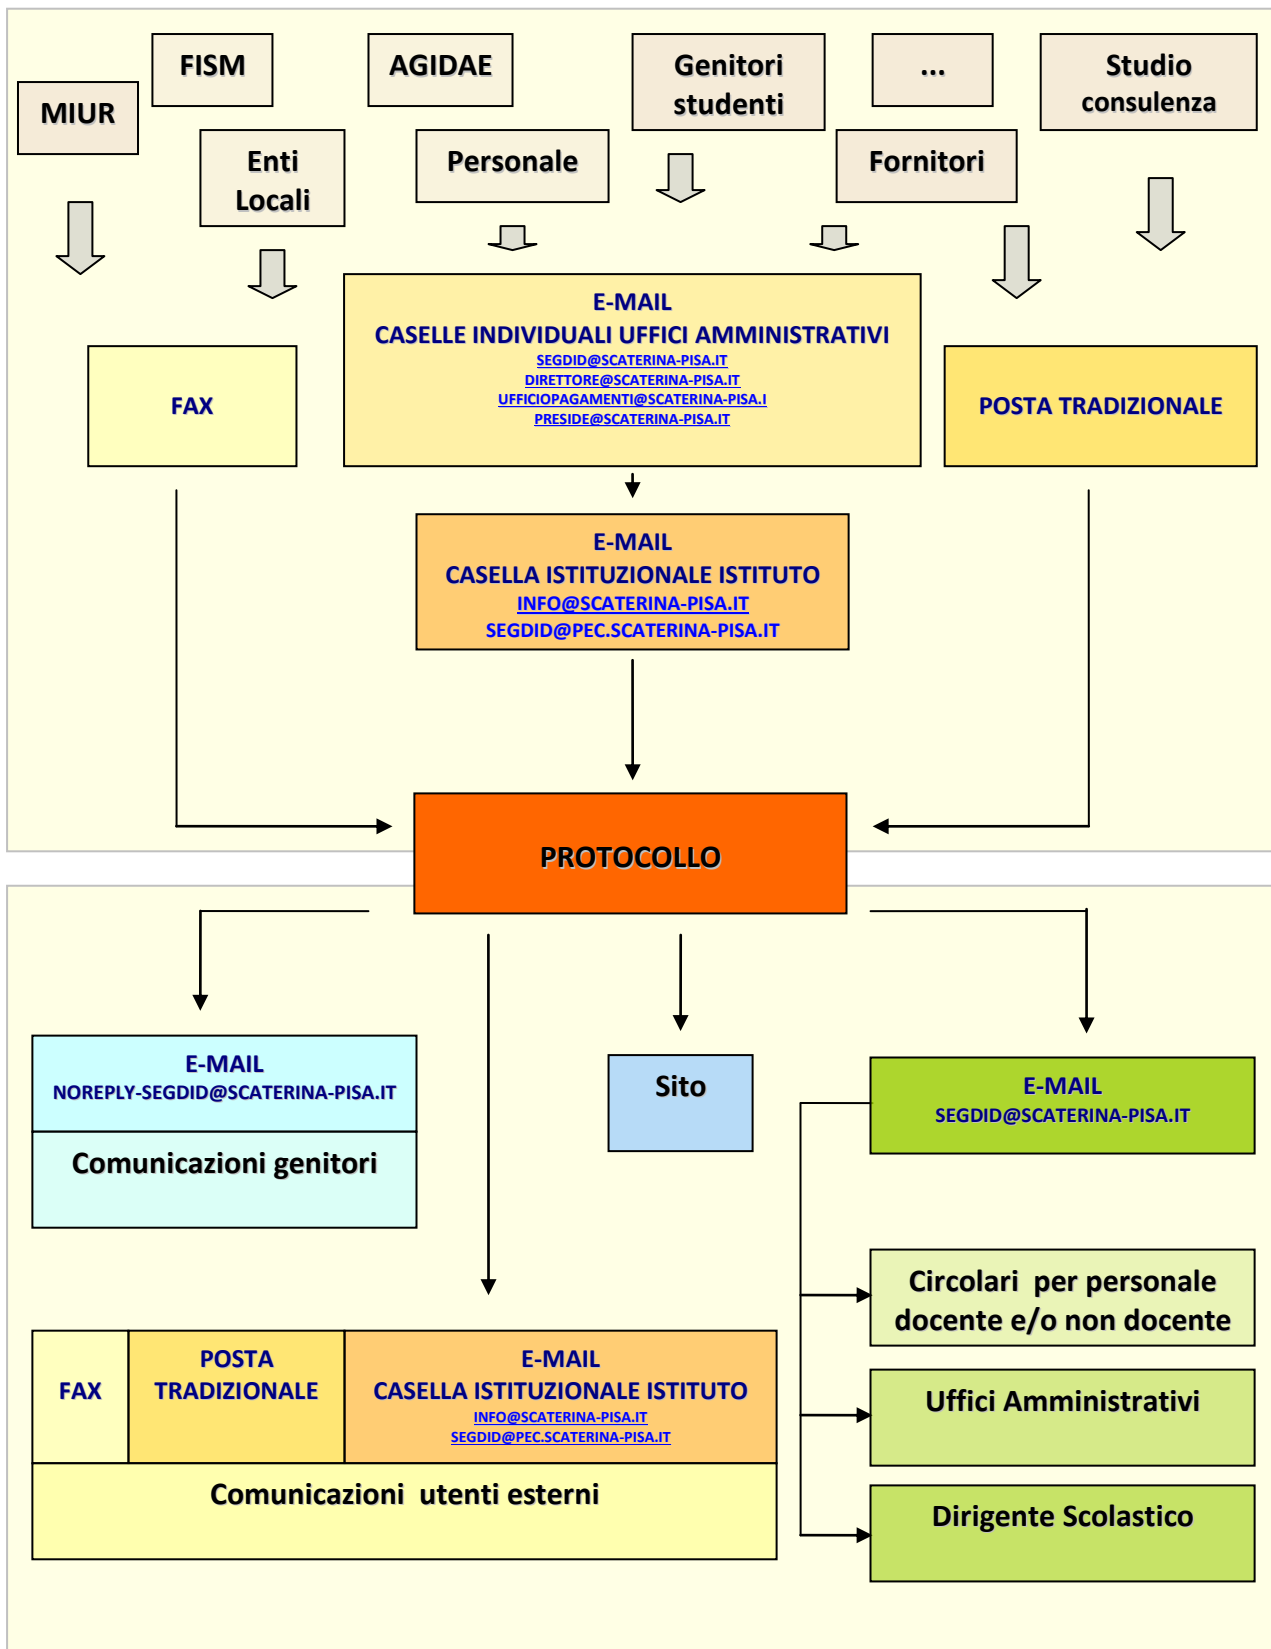 FISM
AGIDAE
Genitori
studenti
...
Studio
consulenza
MIUR
Enti
Locali
Personale
Fornitori
E-MAIL
CASELLE INDIVIDUALI UFFICI AMMINISTRATIVI
SEGDID@SCATERINA-PISA.IT
DIRETTORE@SCATERINA-PISA.IT
UFFICIOPAGAMENTI@SCATERINA-PISA.I
PRESIDE@SCATERINA-PISA.IT
FAX
POSTA TRADIZIONALE
E-MAIL
CASELLA ISTITUZIONALE ISTITUTO
INFO@SCATERINA-PISA.IT
SEGDID@PEC.SCATERINA-PISA.IT
PROTOCOLLO
E-MAIL
NOREPLY-SEGDID@SCATERINA-PISA.IT
Comunicazioni genitori
Sito
E-MAIL
SEGDID@SCATERINA-PISA.IT
Circolari per personale
docente e/o non docente
Uffici Amministrativi
Dirigente Scolastico
FAX
POSTA
TRADIZIONALE
E-MAIL
CASELLA ISTITUZIONALE ISTITUTO
INFO@SCATERINA-PISA.IT
SEGDID@PEC.SCATERINA-PISA.IT
Comunicazioni utenti esterni